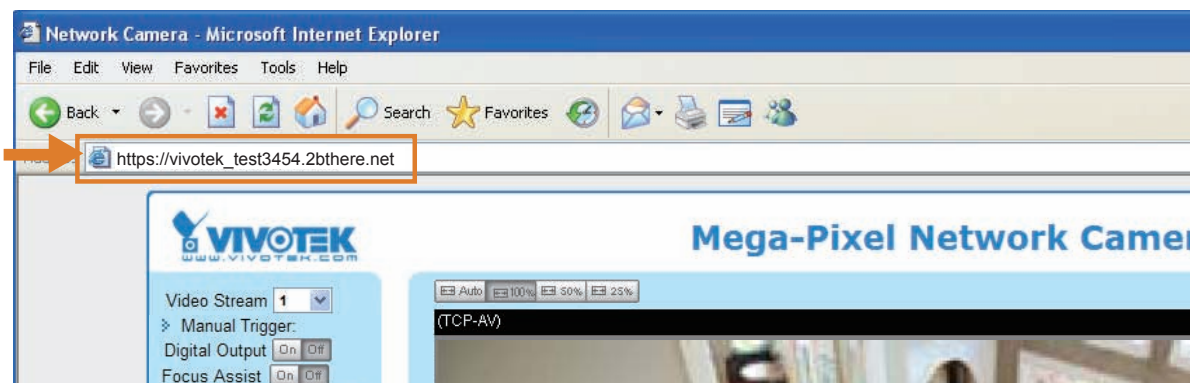 Network Camera - Microsoft Internet Explorer
File Edit View Favorites Tools Help
Back Search Favorites
https://vivotek_test3454.2bthere.net
VIVOTEK
www.vivotek.com
Mega-Pixel Network
Video Stream 1
Auto 100% 50% 25%
Manual Trigger:
(TCP-AV)
Digital Output On Off
Focus Assist On Off